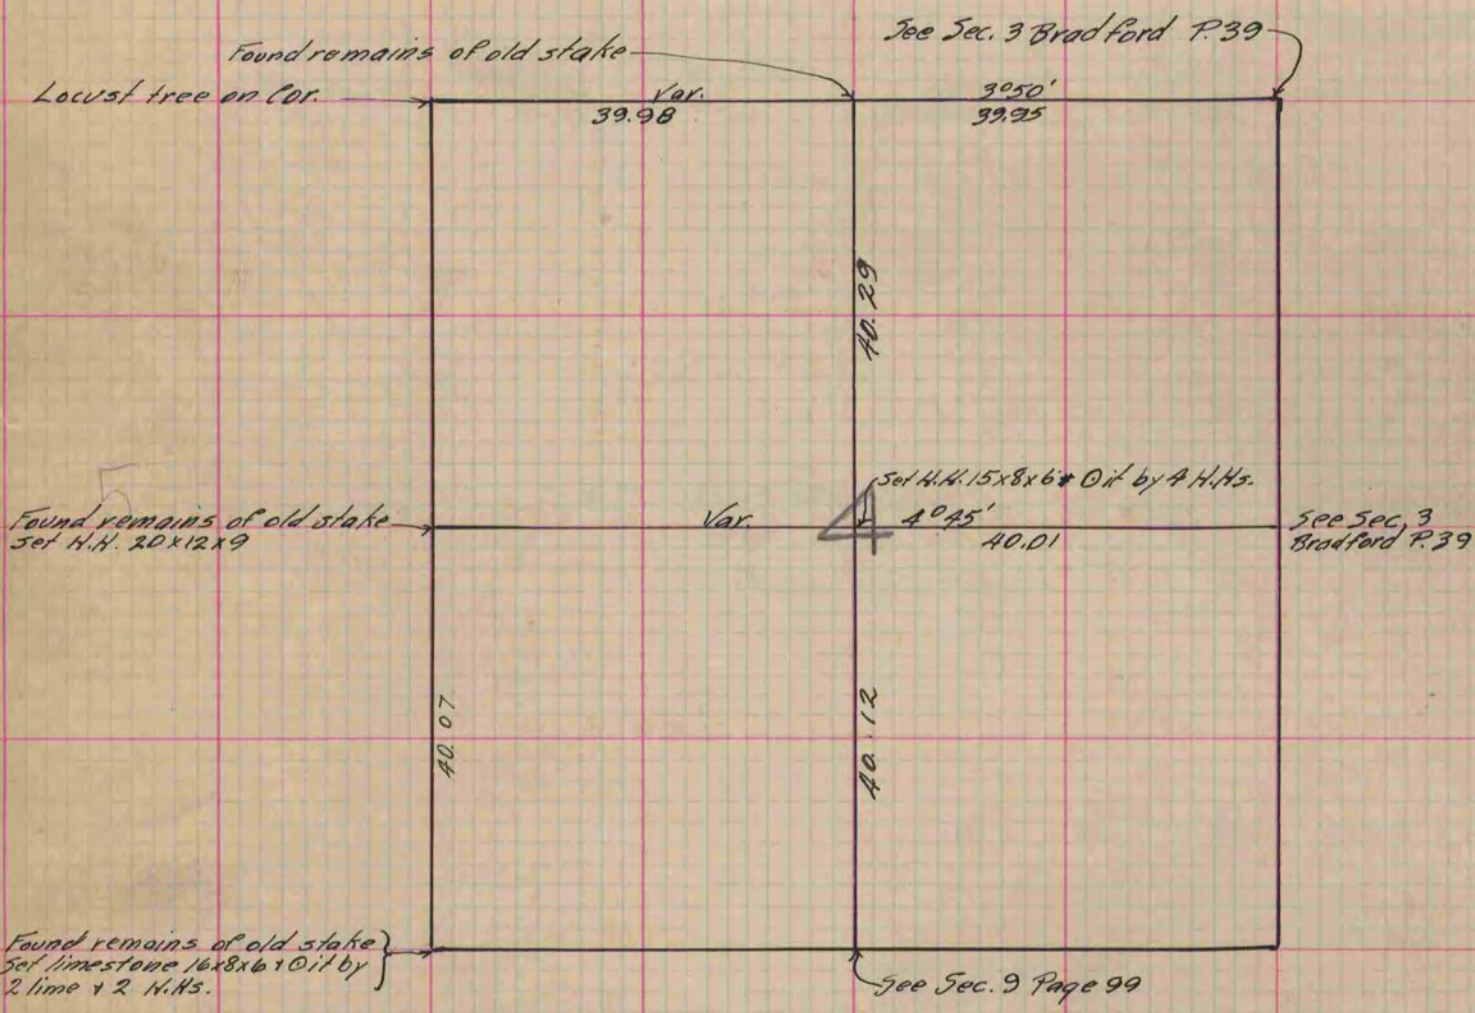 See Sec. 3 Bradford P.39
Found remains of old stake
Locust tree on Cor.
Var.
3°50'
39.98
39.95
40.29
Set H.H. 15x8x6 & ⊙ it by 4 H.Hs.
5
4
Found remains of old stake
Set H.H. 20x12x9
Var.
4°45'
40.01
See Sec. 3
Bradford P.39
40.07
40.12
Found remains of old stake
Set limestone 16x8x6 & ⊙ it by
2 lime & 2 H.Hs.
See Sec. 9 Page 99